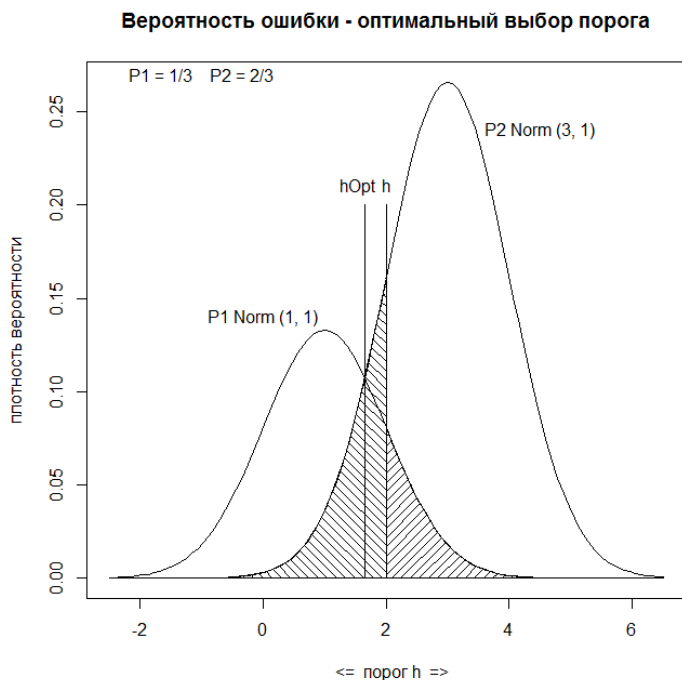 Вероятность ошибки - оптимальный выбор порога
P1 = 1/3 P2 = 2/3
P2 Norm (3, 1)
hOpt h
P1 Norm (1, 1)
плотность вероятности
0.00 0.05 0.10 0.15 0.20 0.25
-2 0 2 4 6
<= порог h =>